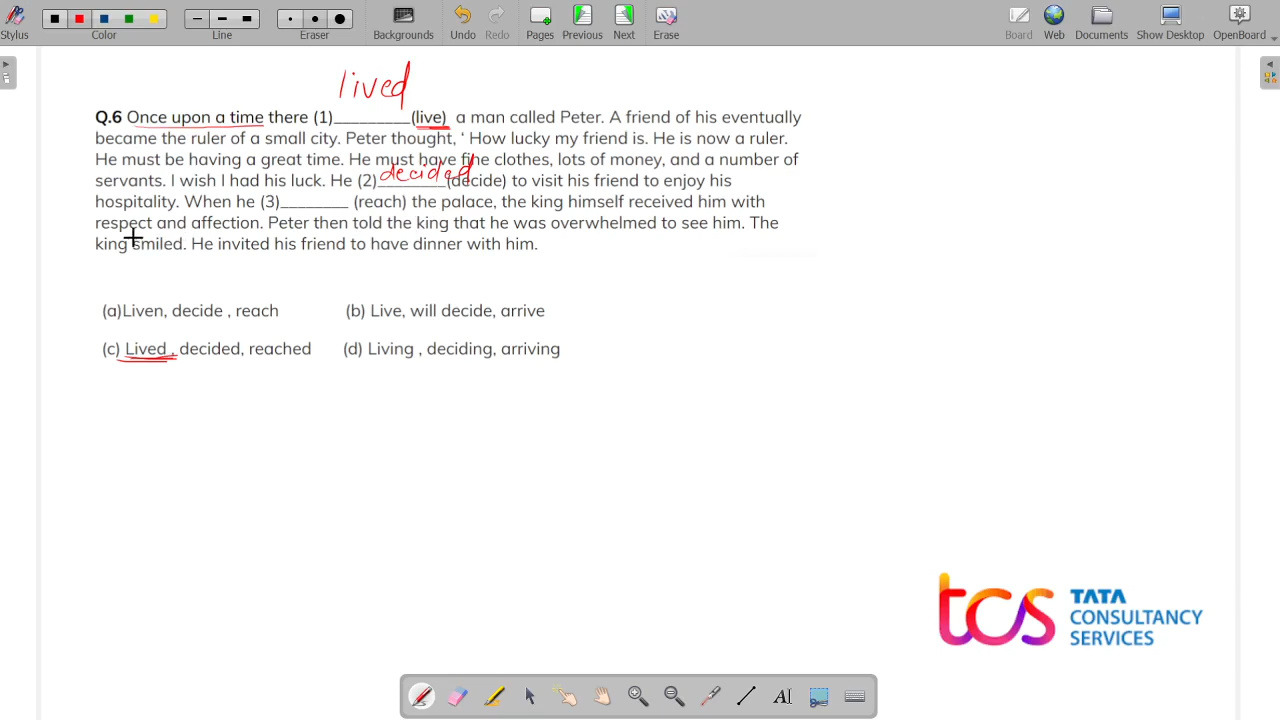 Stylus Color Line Eraser Backgrounds Undo Redo Pages Previous Next Erase Board Web Documents Show Desktop OpenBoard
lived
Q.6 Once upon a time there (1)_________(live) a man called Peter. A friend of his eventually
became the ruler of a small city. Peter thought, ‘ How lucky my friend is. He is now a ruler.
He must be having a great time. He must have fine clothes, lots of money, and a number of
decided
servants. I wish I had his luck. He (2)________(decide) to visit his friend to enjoy his
hospitality. When he (3)________ (reach) the palace, the king himself received him with
respect and affection. Peter then told the king that he was overwhelmed to see him. The
king smiled. He invited his friend to have dinner with him.
(a)Liven, decide , reach (b) Live, will decide, arrive
(c) Lived , decided, reached (d) Living , deciding, arriving
tcs TATA
CONSULTANCY
SERVICES